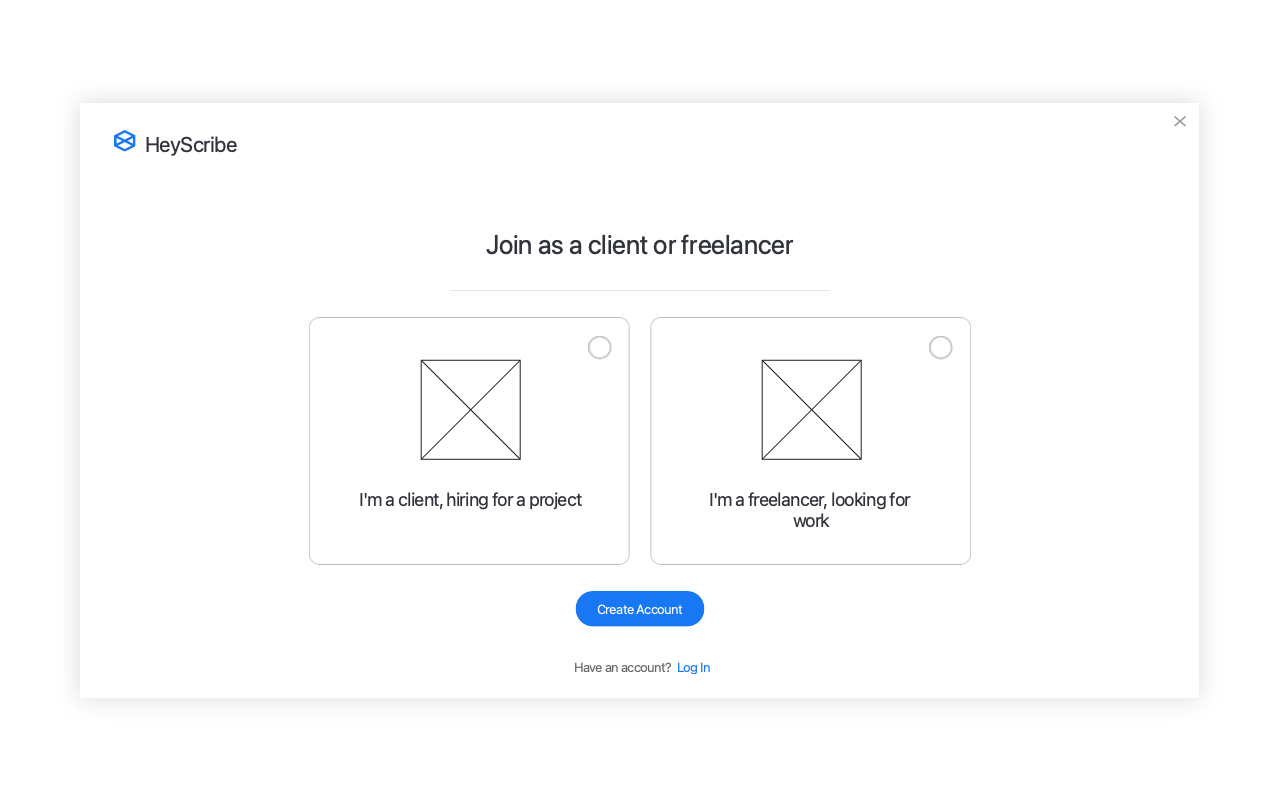 HeyScribe
Join as a client or freelancer
I'm a client, hiring for a project
I'm a freelancer, looking for
work
Create Account
Have an account? Log In